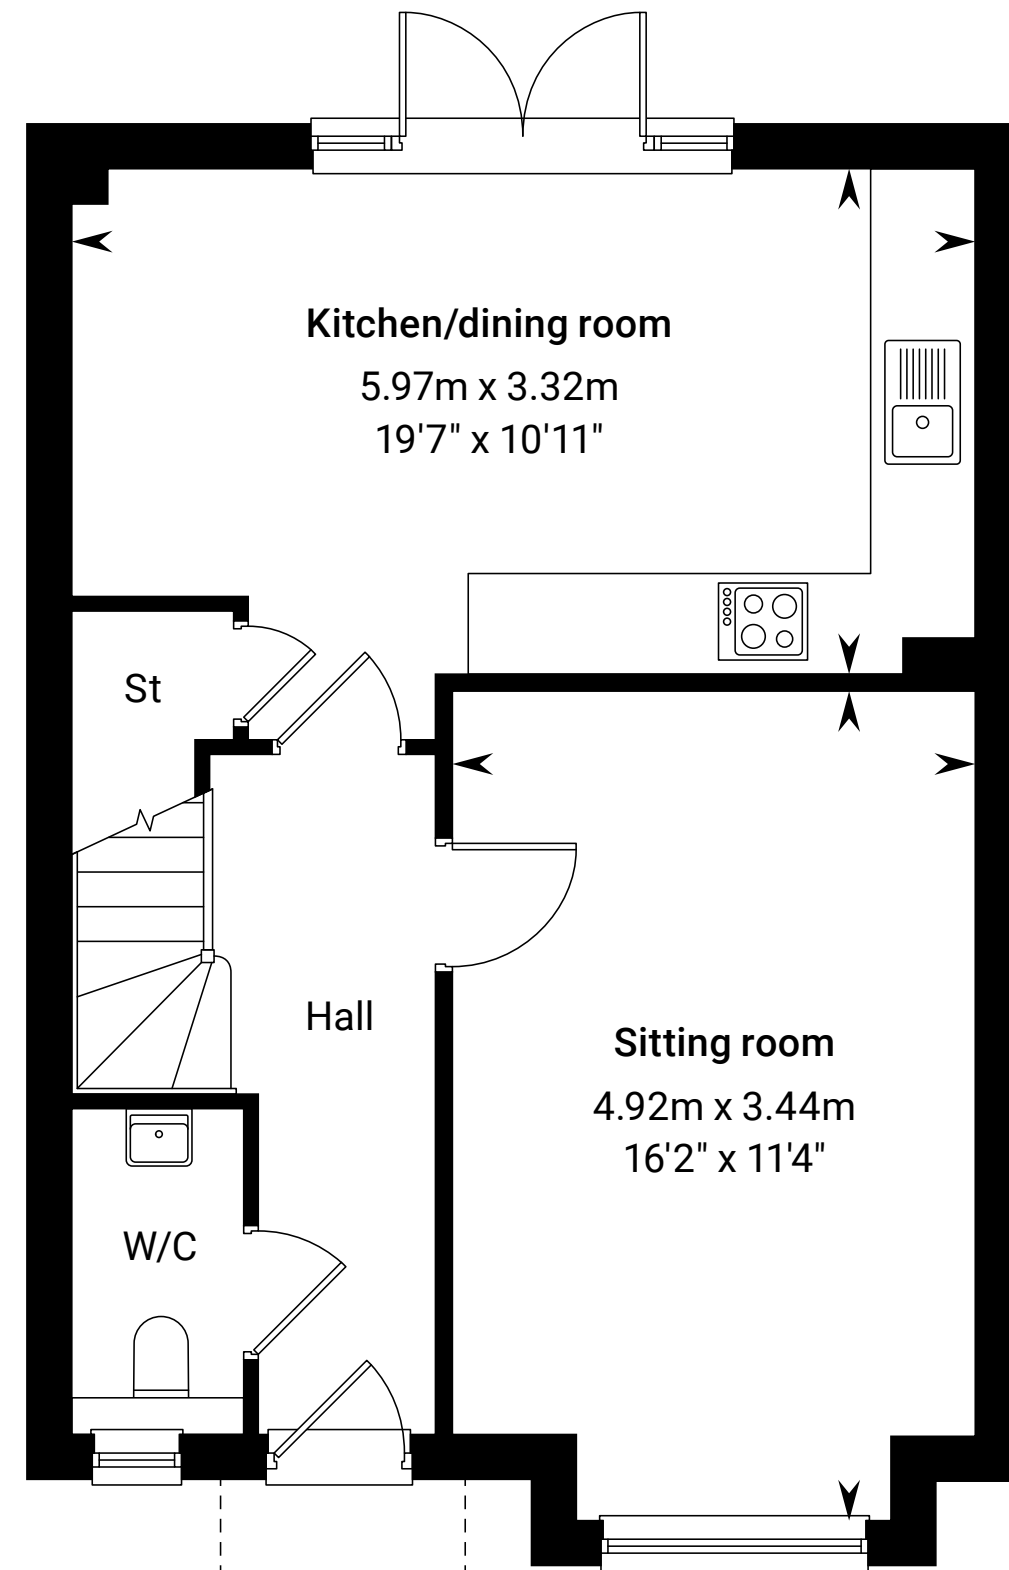 Kitchen/dining room
5.97m x 3.32m
19'7" x 10'11"
St
Hall
Sitting room
4.92m x 3.44m
16'2" x 11'4"
W/C